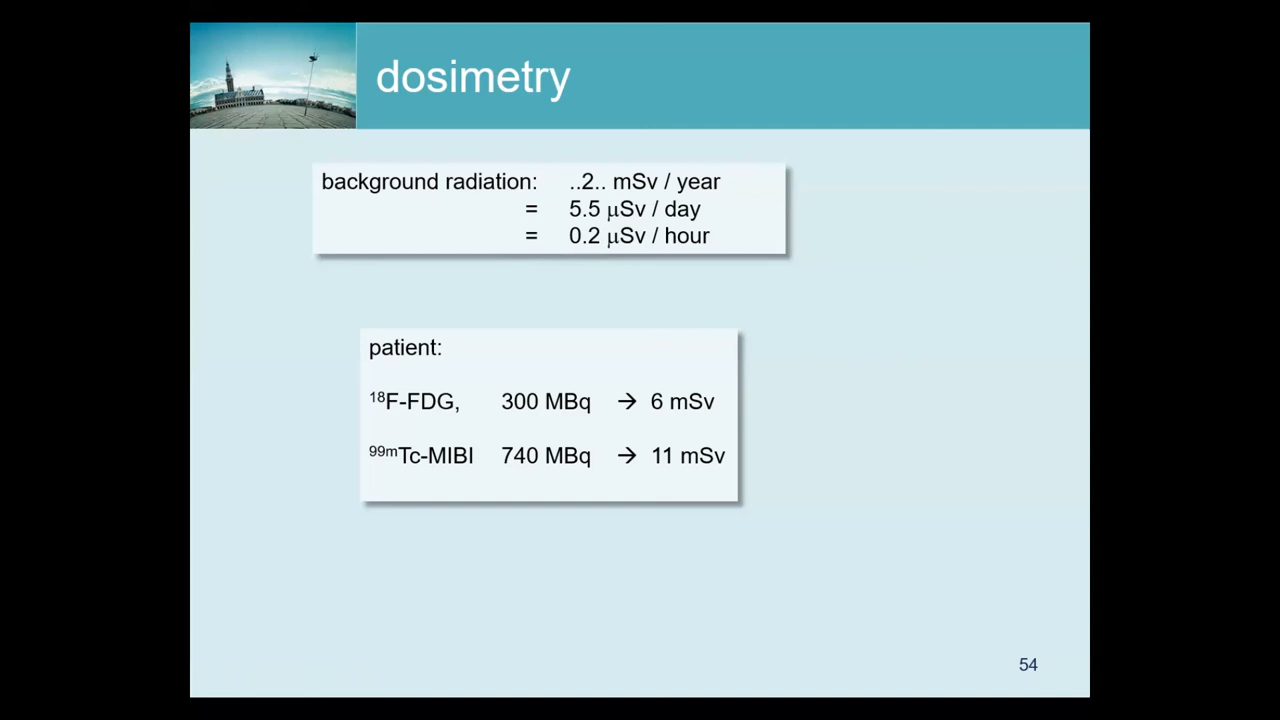 dosimetry
background radiation: ..2.. mSv / year
= 5.5 μSv / day
= 0.2 μSv / hour
patient:
¹⁸F-FDG, 300 MBq → 6 mSv
⁹⁹ᵐTc-MIBI 740 MBq → 11 mSv
54